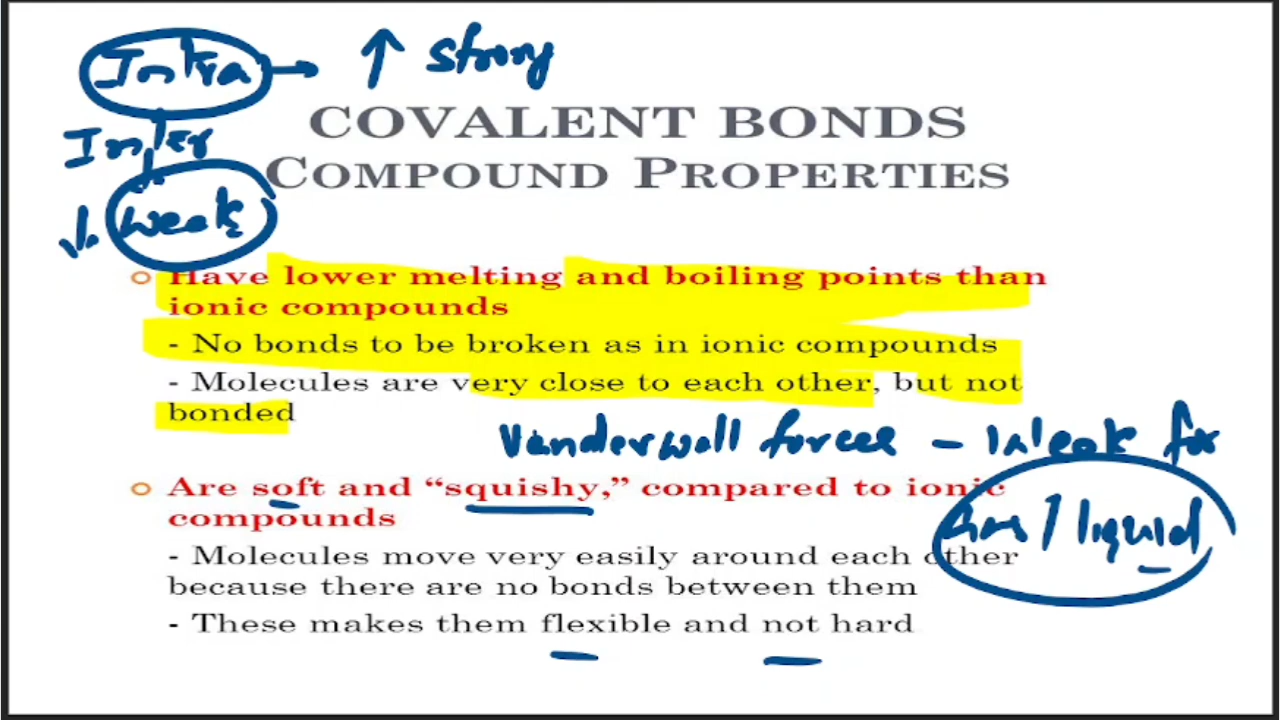 Intra → ↑ strong
Inter
↓ weak
COVALENT BONDS
COMPOUND PROPERTIES
Have lower melting and boiling points than
ionic compounds
- No bonds to be broken as in ionic compounds
- Molecules are very close to each other, but not
bonded
Vanderwall forces - Weak for
Are soft and “squishy,” compared to ionic
compounds
gas / liquid
- Molecules move very easily around each other
because there are no bonds between them
- These makes them flexible and not hard